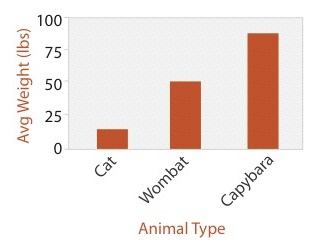 Avg Weight (lbs)
100
75
50
25
0
Cat
Wombat
Capybara
Animal Type